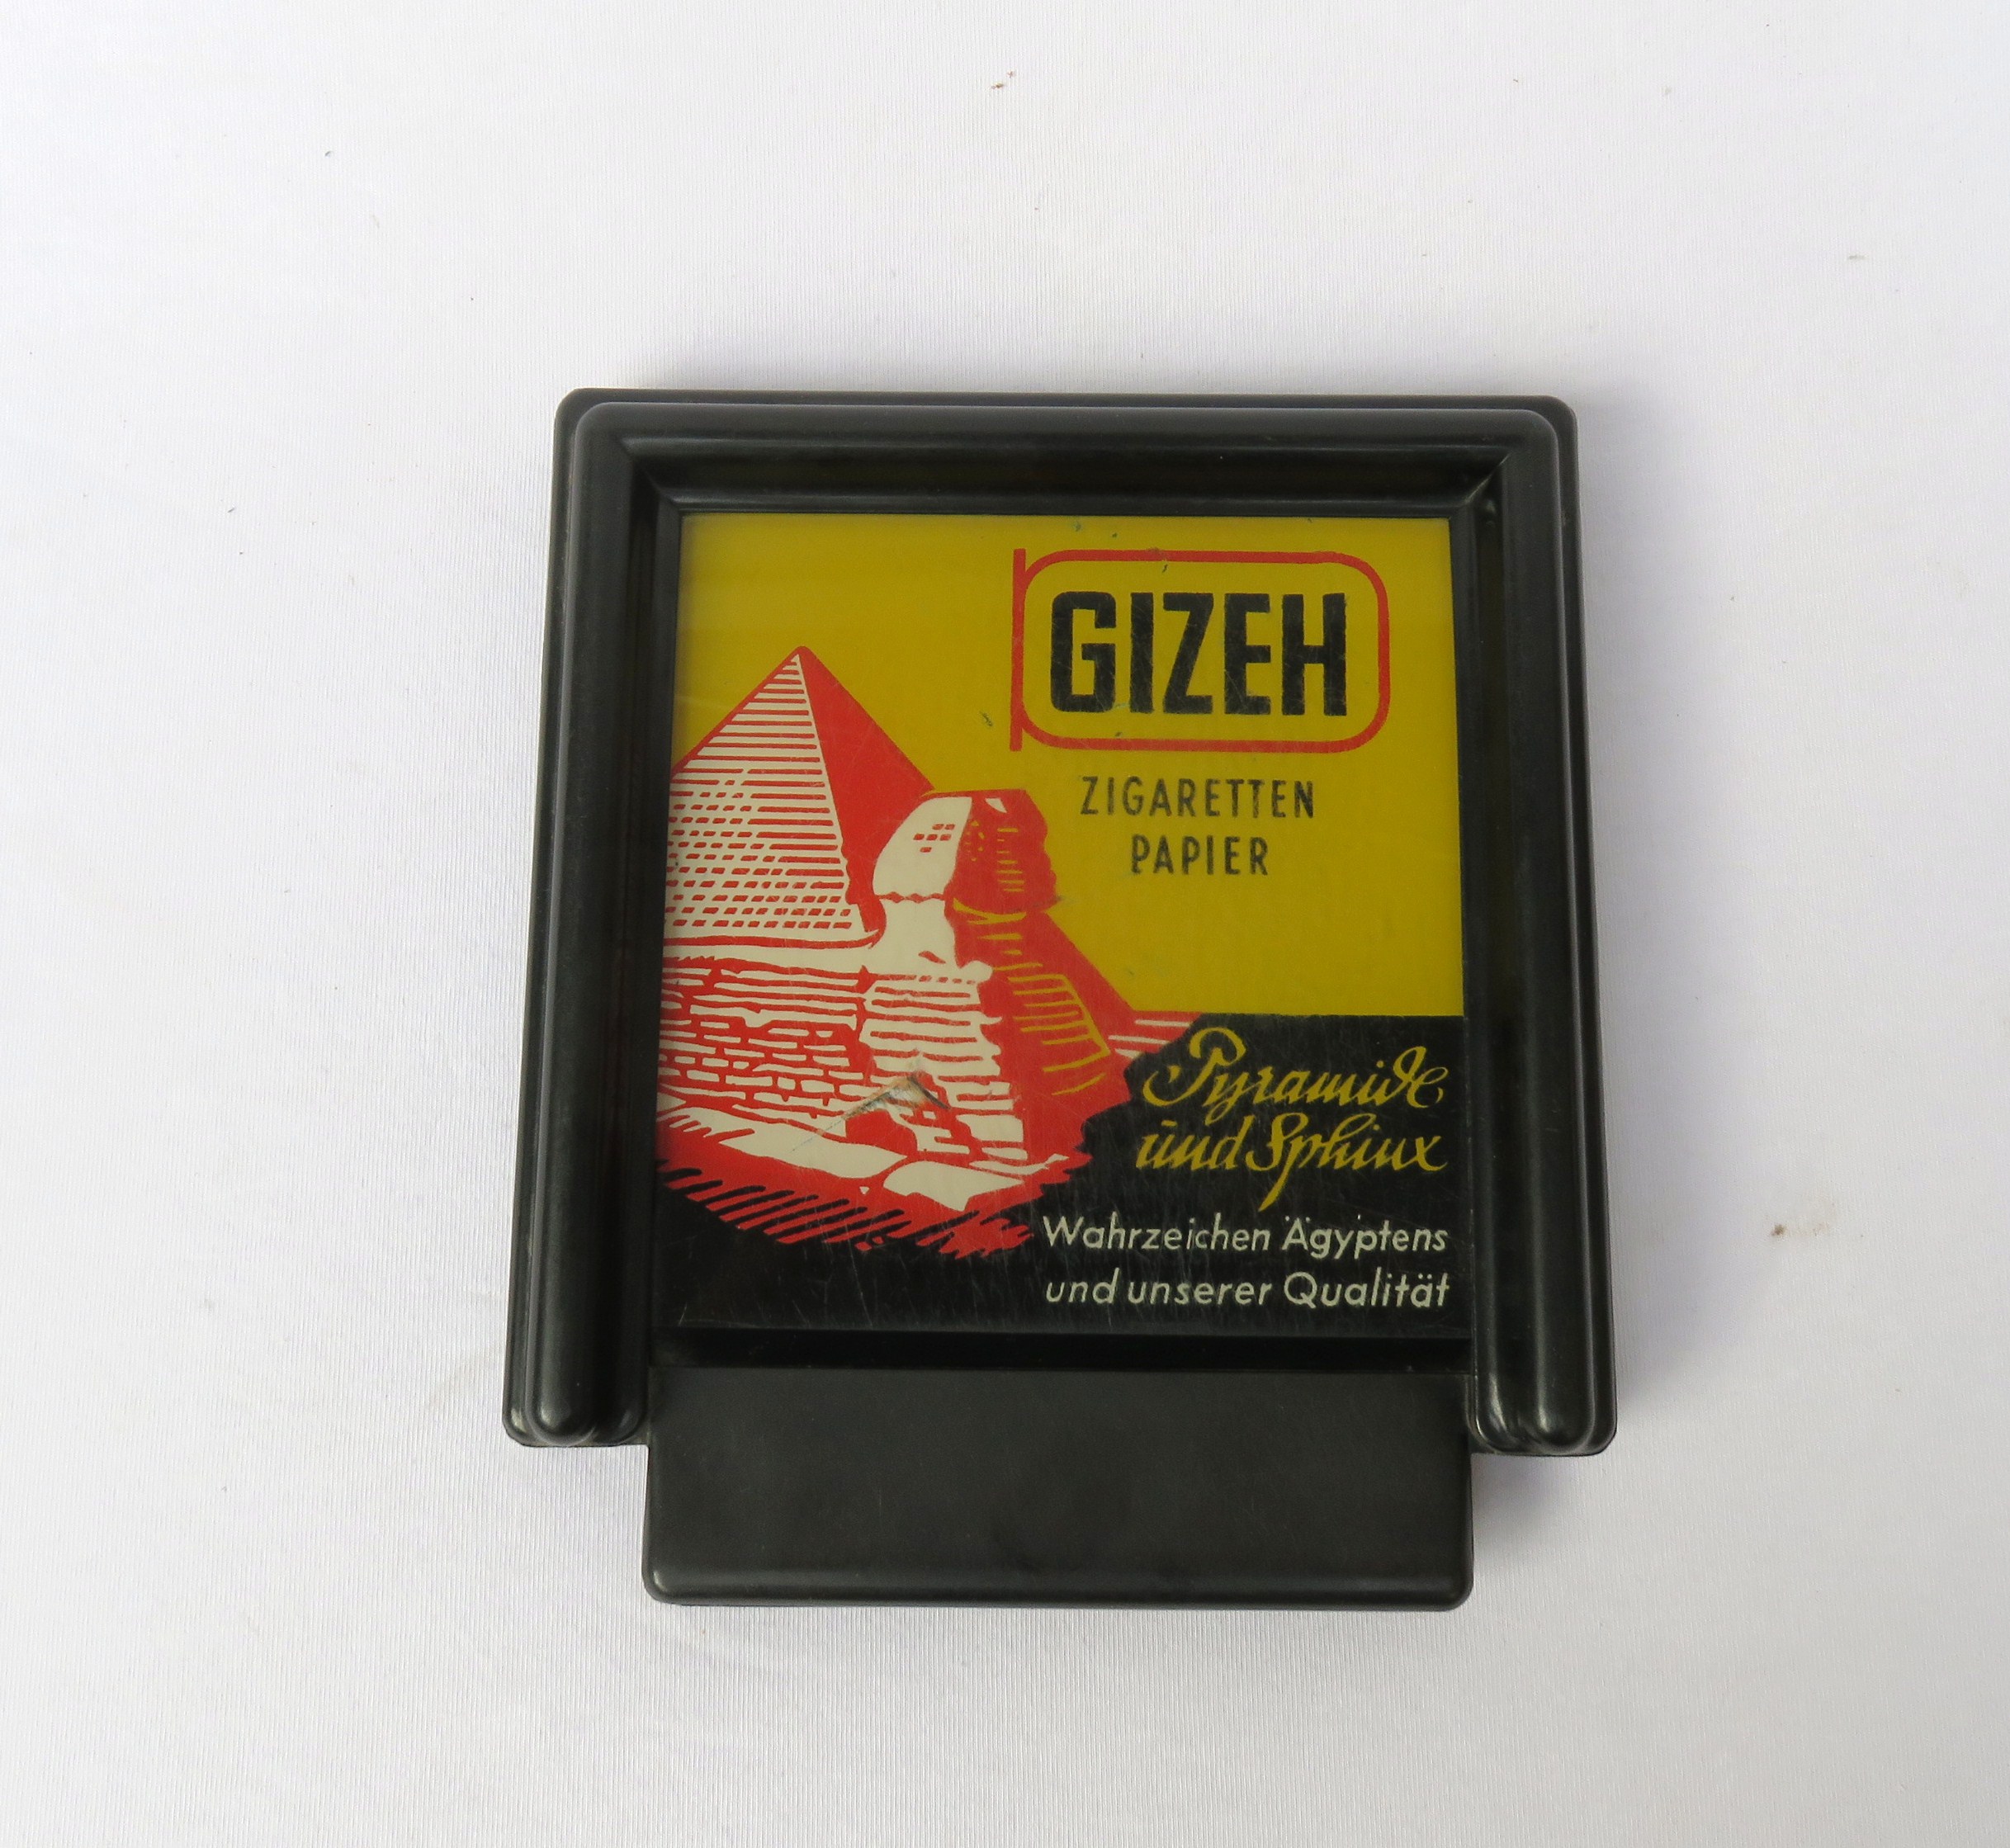 GIZEH
ZIGARETTEN
PAPIER
Pyramide
und Sphinx
Wahrzeichen Ägyptens
und unserer Qualität